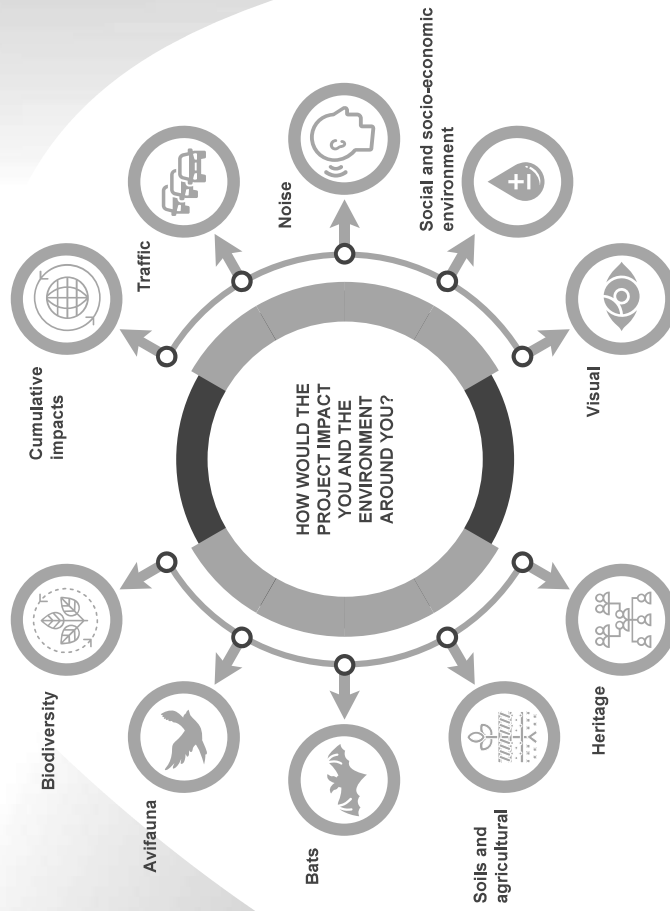 HOW WOULD THE
PROJECT IMPACT
YOU AND THE
ENVIRONMENT
AROUND YOU?
Biodiversity
Avifauna
Bats
Soils and
agricultural
Heritage
Cumulative
impacts
Traffic
Noise
Social and socio-economic
environment
Visual